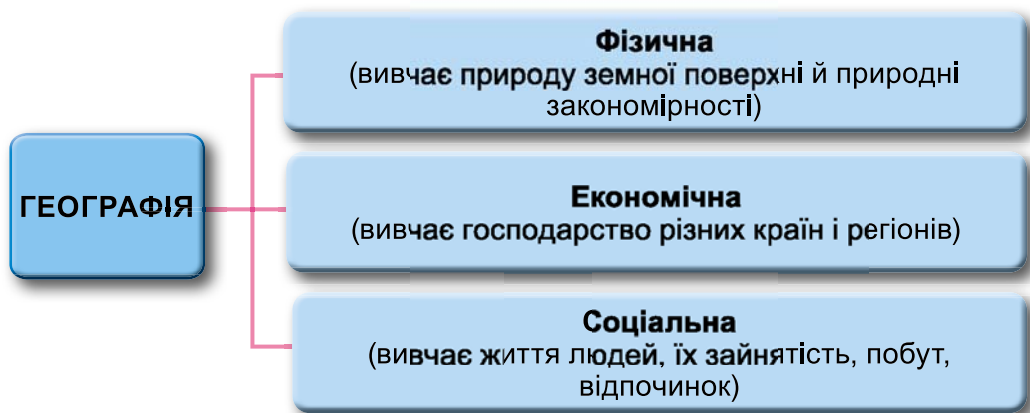 ГЕОГРАФІЯ
Фізична
(вивчає природу земної поверхні й природні
закономірності)
Економічна
(вивчає господарство різних країн і регіонів)
Соціальна
(вивчає життя людей, їх зайнятість, побут,
відпочинок)